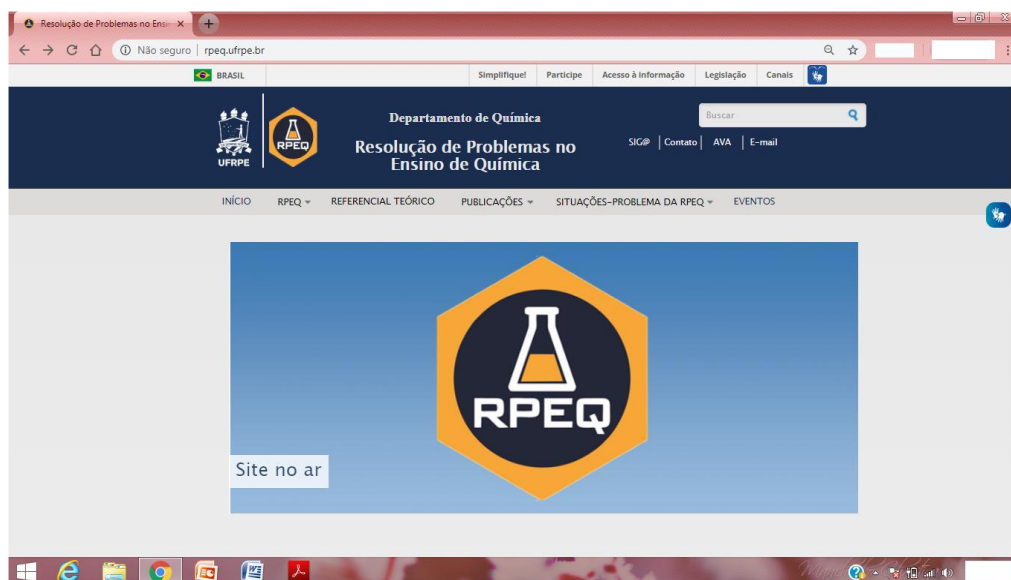 Resolução de Problemas no Ensi
Não seguro | rpeq.ufrpe.br
BRASIL
Simplifique! Participe Acesso à informação Legislação Canais
Departamento de Química
Resolução de Problemas no
Ensino de Química
UFRPE
RPEQ
Buscar
SIG@ | Contato | AVA | E-mail
INÍCIO RPEQ REFERENCIAL TEÓRICO PUBLICAÇÕES SITUAÇÕES-PROBLEMA DA RPEQ EVENTOS
RPEQ
Site no ar